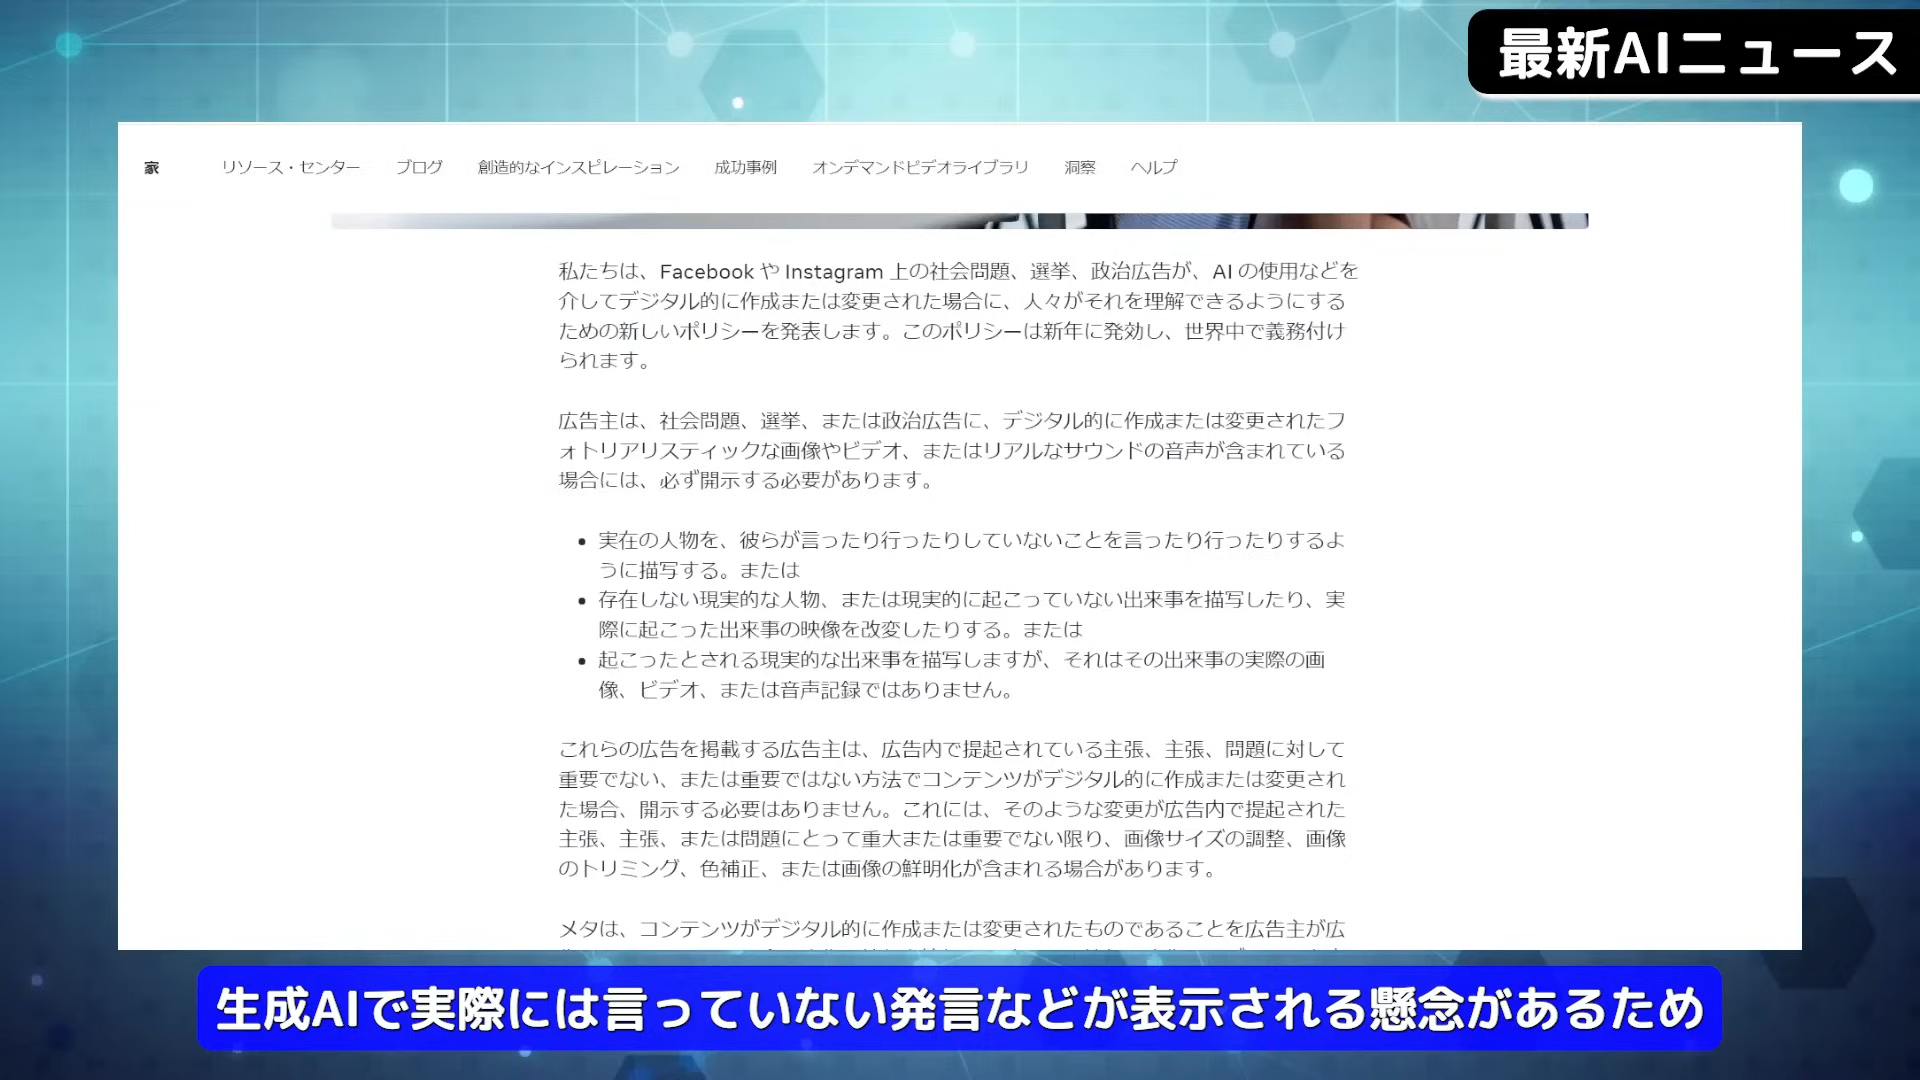 最新AIニュース
家 リソース・センター ブログ 創造的なインスピレーション 成功事例 オンデマンドビデオライブラリ 洞察 ヘルプ
私たちは、Facebook や Instagram 上の社会問題、選挙、政治広告が、AI の使用などを
介してデジタル的に作成または変更された場合に、人々がそれを理解できるようにする
ための新しいポリシーを発表します。このポリシーは新年に発効し、世界中で義務付け
られます。
広告主は、社会問題、選挙、または政治広告に、デジタル的に作成または変更されたフ
ォトリアリスティックな画像やビデオ、またはリアルなサウンドの音声が含まれている
場合には、必ず開示する必要があります。
• 実在の人物を、彼らが言ったり行ったりしていないことを言ったり行ったりするよ
うに描写する。または
• 存在しない現実的な人物、または現実的に起こっていない出来事を描写したり、実
際に起こった出来事の映像を改変したりする。または
• 起こったとされる現実的な出来事を描写しますが、それはその出来事の実際の画
像、ビデオ、または音声記録ではありません。
これらの広告を掲載する広告主は、広告内で提起されている主張、主張、問題に対して
重要でない、または重要ではない方法でコンテンツがデジタル的に作成または変更され
た場合、開示する必要はありません。これには、そのような変更が広告内で提起された
主張、主張、または問題にとって重大または重要でない限り、画像サイズの調整、画像
のトリミング、色補正、または画像の鮮明化が含まれる場合があります。
メタは、コンテンツがデジタル的に作成または変更されたものであることを広告主が広
生成AIで実際には言っていない発言などが表示される懸念があるため